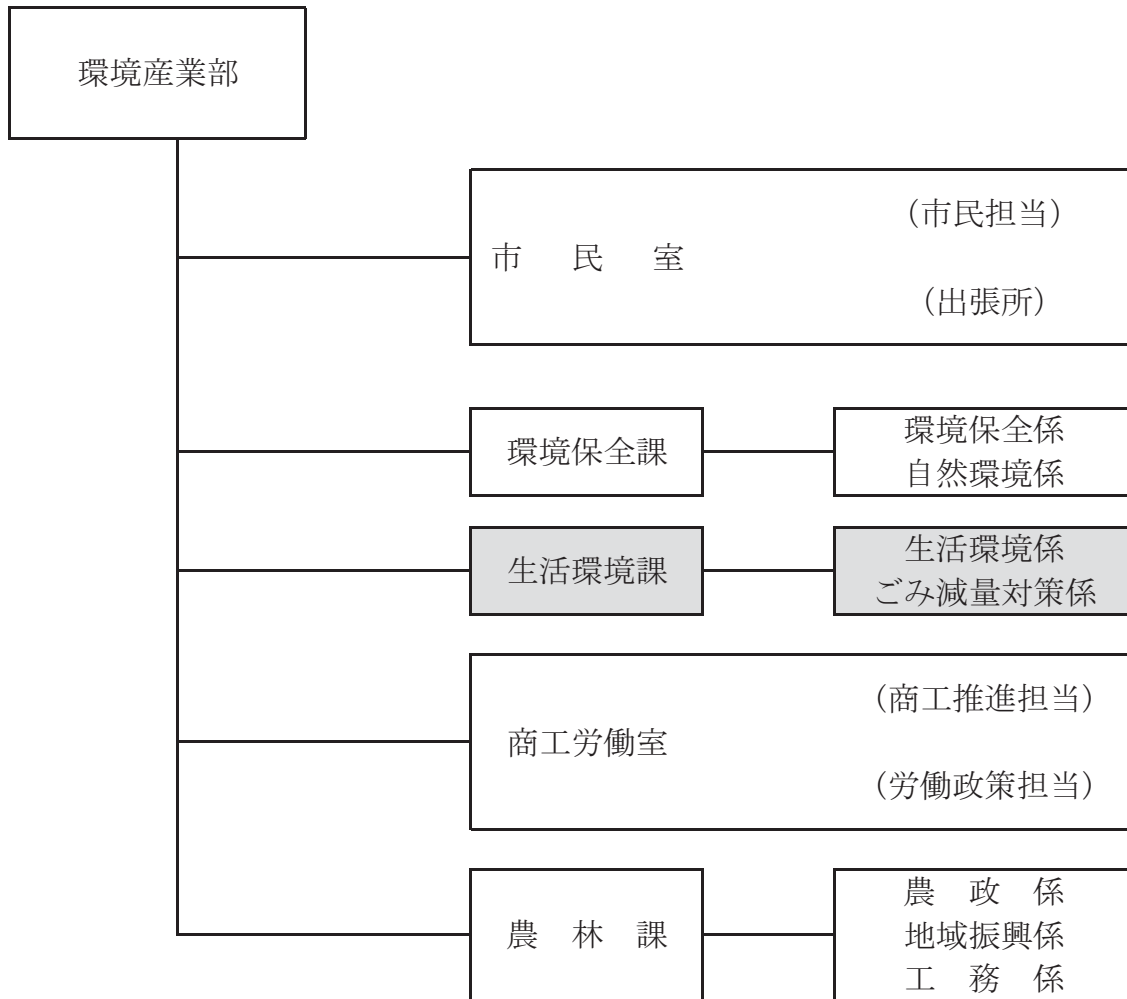 環境産業部
(市民担当)
市民室
(出張所)
環境保全課
環境保全係
自然環境係
生活環境課
生活環境係
ごみ減量対策係
(商工推進担当)
商工労働室
(労働政策担当)
農林課
農政係
地域振興係
工務係